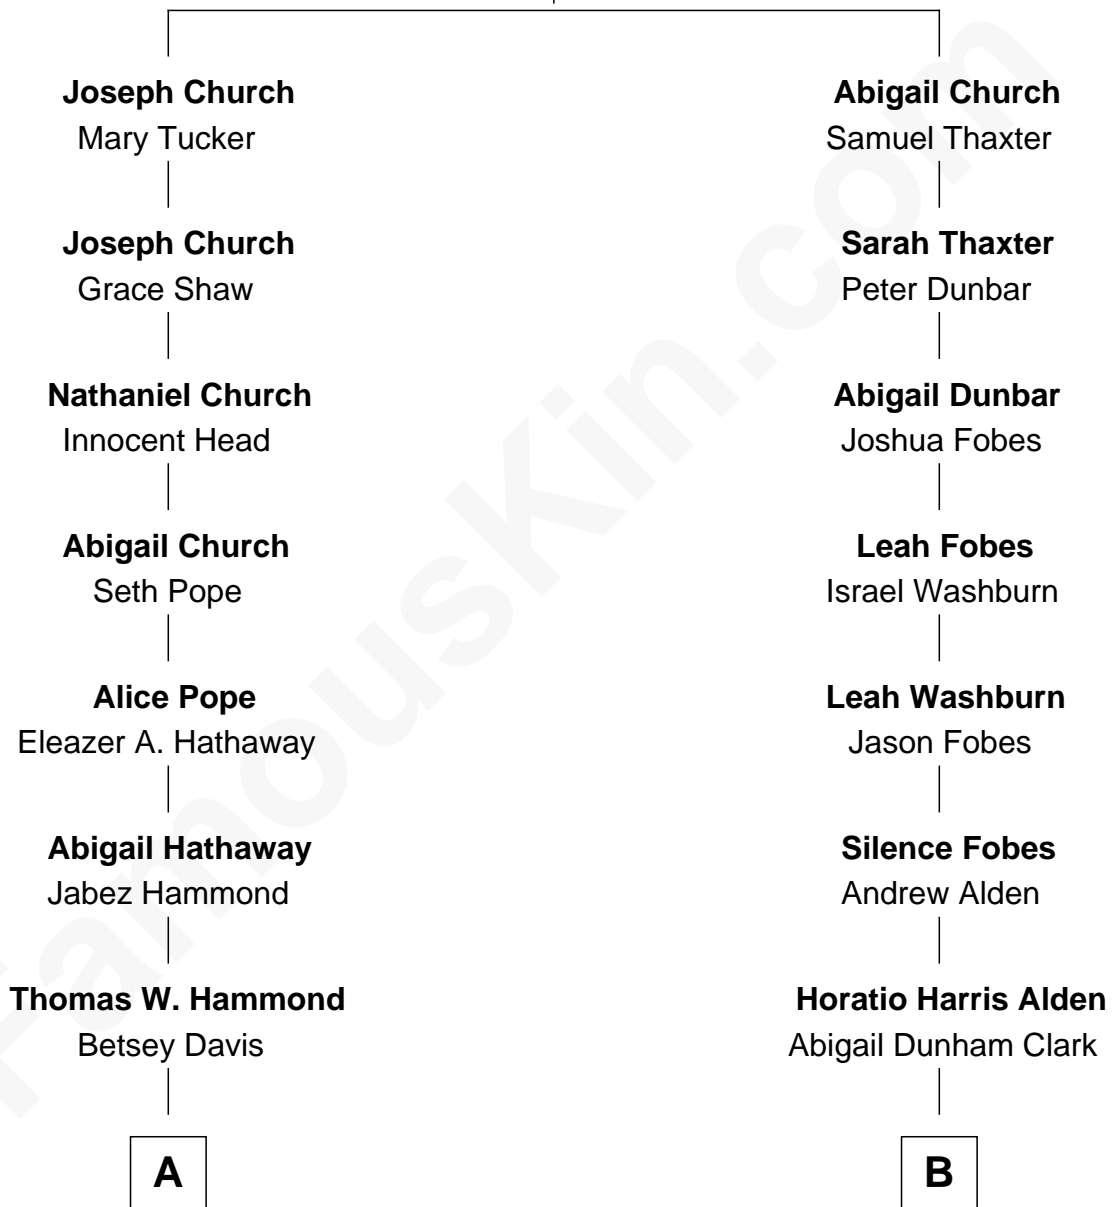 Joseph Church
Mary Tucker
Joseph Church
Grace Shaw
Nathaniel Church
Innocent Head
Abigail Church
Seth Pope
Alice Pope
Eleazer A. Hathaway
Abigail Hathaway
Jabez Hammond
Thomas W. Hammond
Betsey Davis
A
Abigail Church
Samuel Thaxter
Sarah Thaxter
Peter Dunbar
Abigail Dunbar
Joshua Fobes
Leah Fobes
Israel Washburn
Leah Washburn
Jason Fobes
Silence Fobes
Andrew Alden
Horatio Harris Alden
Abigail Dunham Clark
B
FamousKin.com